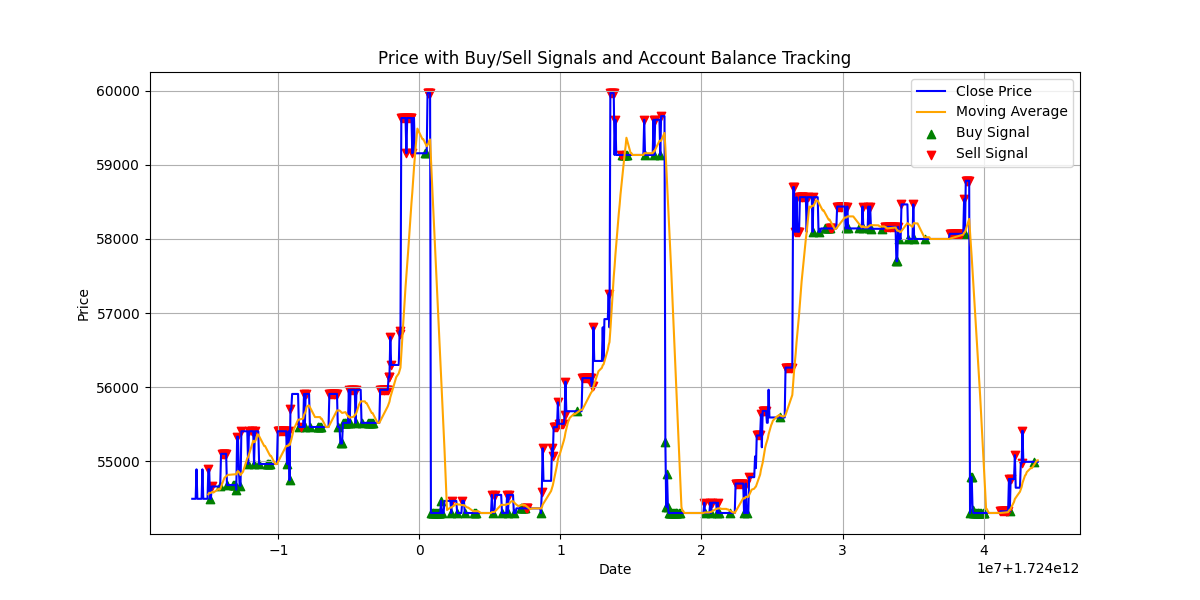 Price with Buy/Sell Signals and Account Balance Tracking
Close Price
Moving Average
Buy Signal
Sell Signal
60000
59000
58000
57000
56000
55000
Price
−1 0 1 2 3 4
Date
1e7+1.724e12